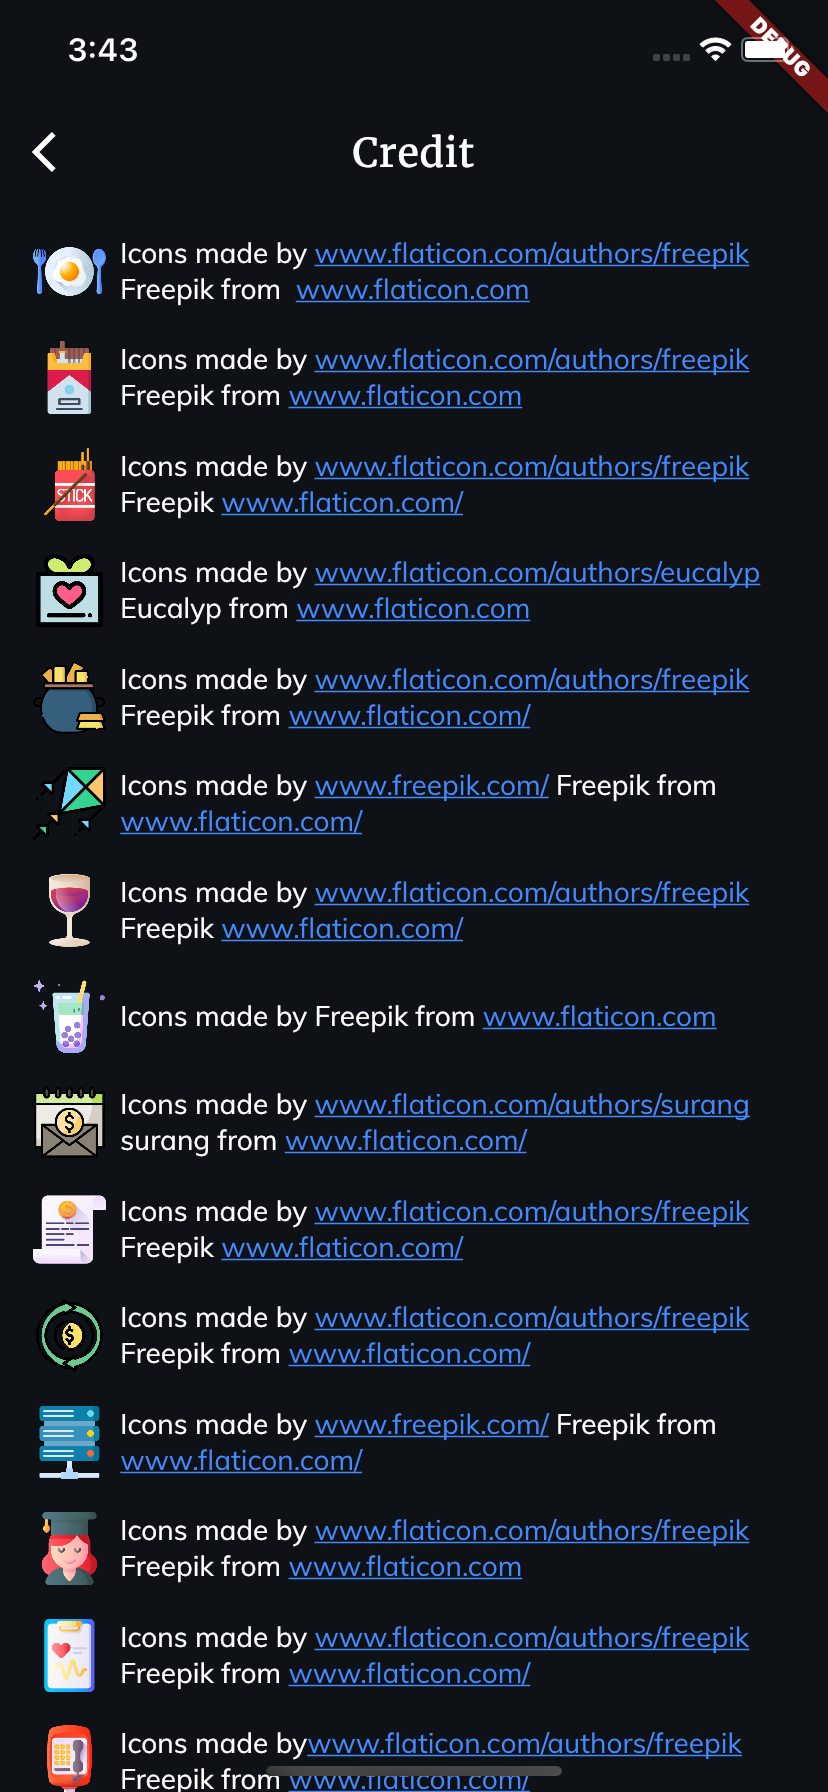 3:43
DEBUG
Credit
Icons made by www.flaticon.com/authors/freepik
Freepik from  www.flaticon.com
Icons made by www.flaticon.com/authors/freepik
Freepik from www.flaticon.com
STICK
Icons made by www.flaticon.com/authors/freepik
Freepik www.flaticon.com/
Icons made by www.flaticon.com/authors/eucalyp
Eucalyp from www.flaticon.com
Icons made by www.flaticon.com/authors/freepik
Freepik from www.flaticon.com/
Icons made by www.freepik.com/ Freepik from
www.flaticon.com/
Icons made by www.flaticon.com/authors/freepik
Freepik www.flaticon.com/
Icons made by Freepik from www.flaticon.com
$
Icons made by www.flaticon.com/authors/surang
surang from www.flaticon.com/
Icons made by www.flaticon.com/authors/freepik
Freepik www.flaticon.com/
$
Icons made by www.flaticon.com/authors/freepik
Freepik from www.flaticon.com/
Icons made by www.freepik.com/ Freepik from
www.flaticon.com/
Icons made by www.flaticon.com/authors/freepik
Freepik from www.flaticon.com
Icons made by www.flaticon.com/authors/freepik
Freepik from www.flaticon.com/
Icons made bywww.flaticon.com/authors/freepik
Freepik from www.flaticon.com/